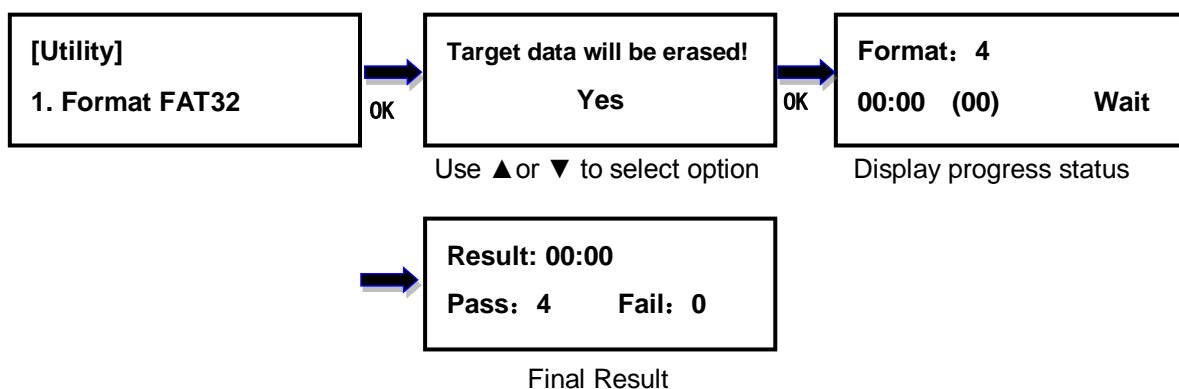 [Utility]
1. Format FAT32
OK
Target data will be erased!
Yes
Use ▲or ▼ to select option
OK
Format：4
00:00 (00) Wait
Display progress status
Result: 00:00
Pass：4 Fail：0
Final Result